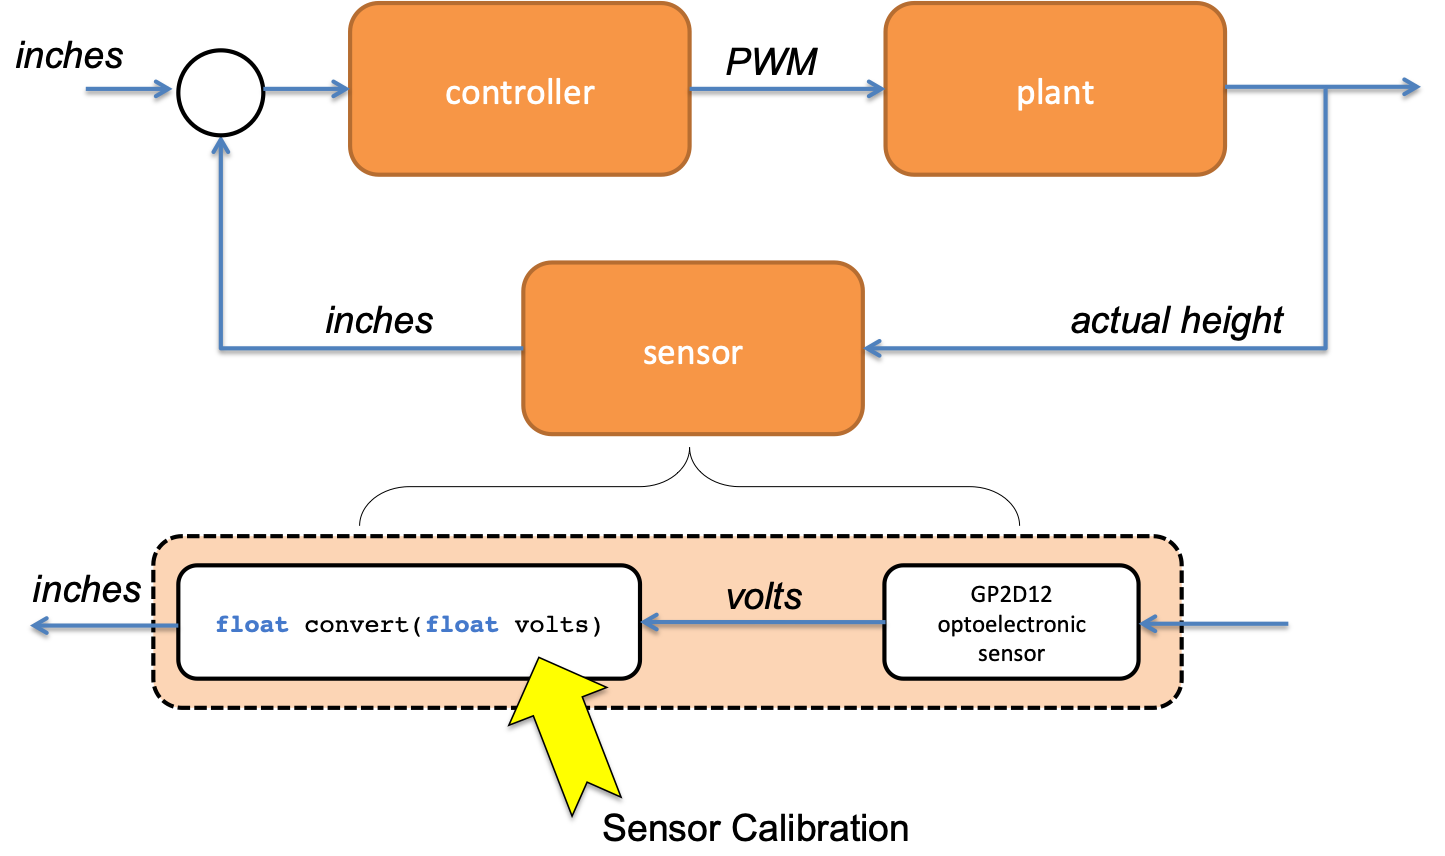 inches
controller
PWM
plant
inches
sensor
actual height
inches
float convert(float volts)
volts
GP2D12
optoelectronic
sensor
Sensor Calibration